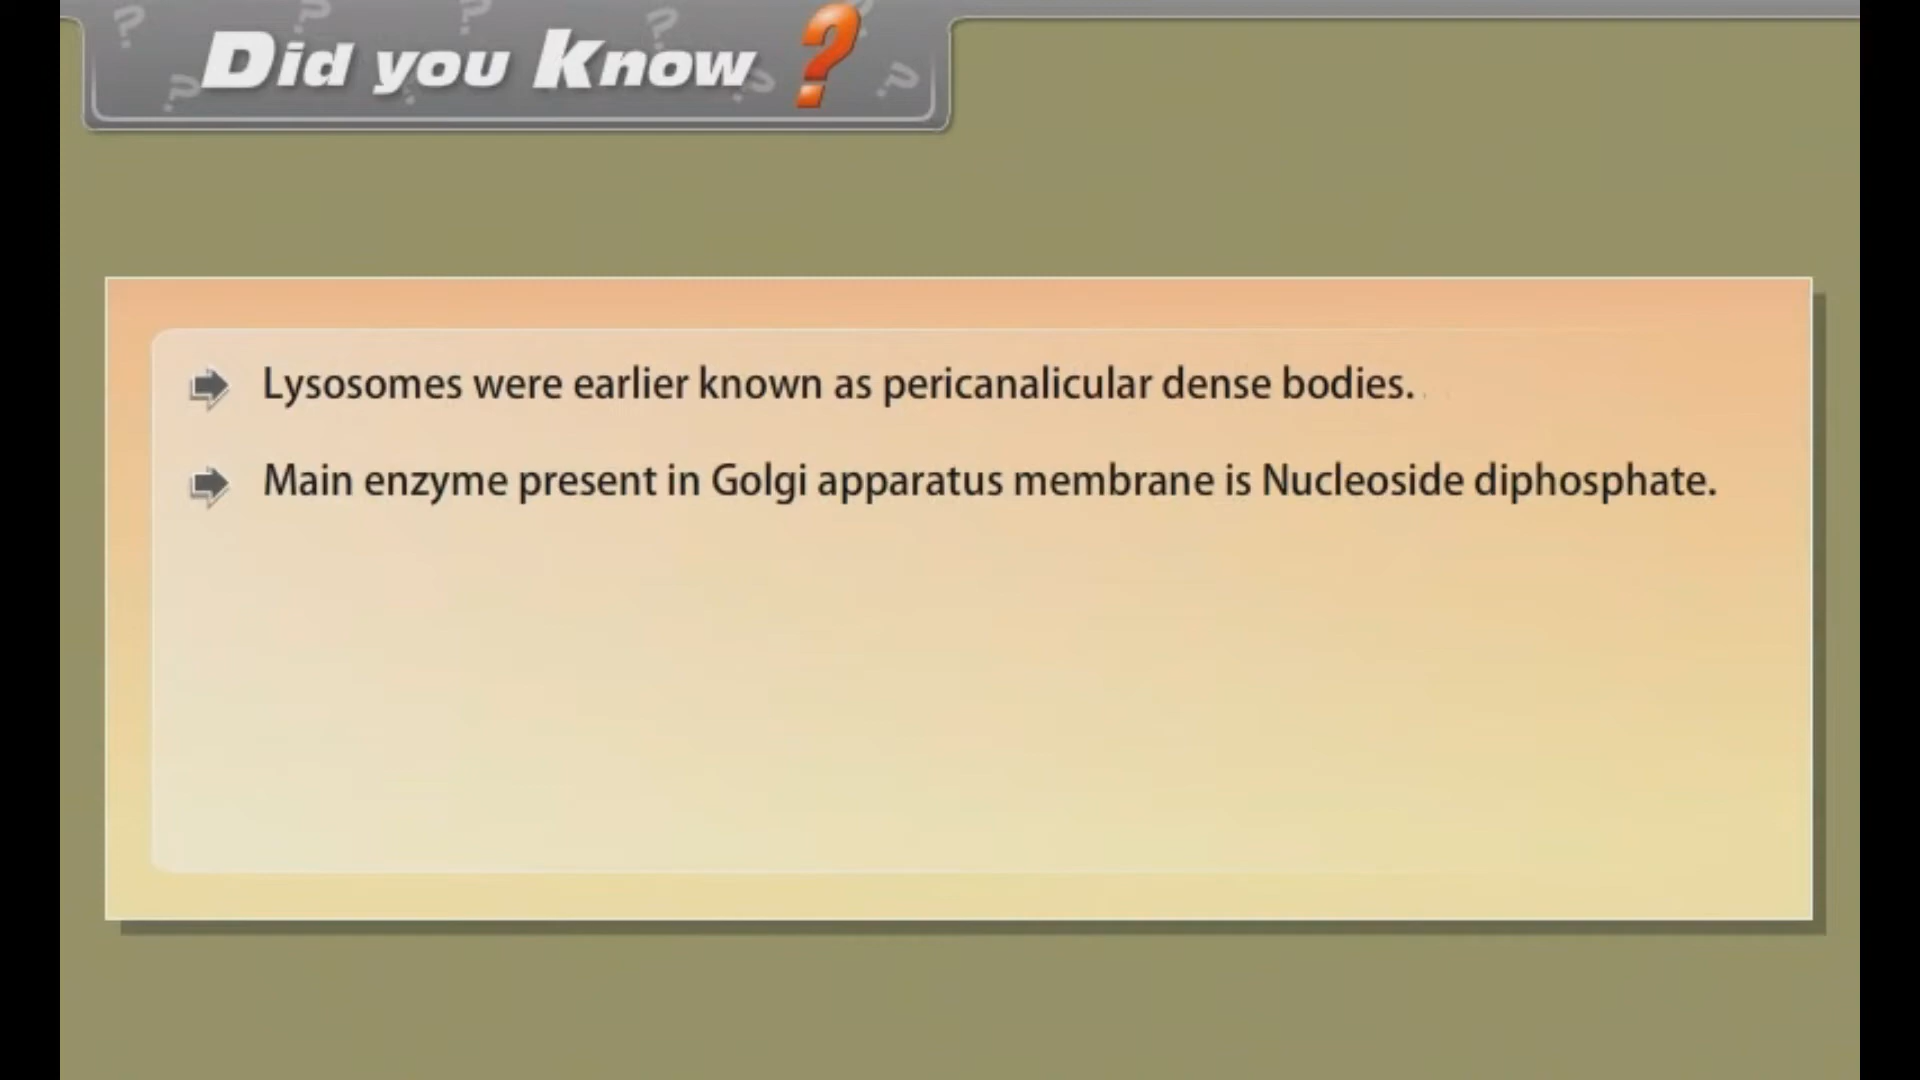 Did you Know ?
Lysosomes were earlier known as pericanalicular dense bodies.
Main enzyme present in Golgi apparatus membrane is Nucleoside diphosphate.